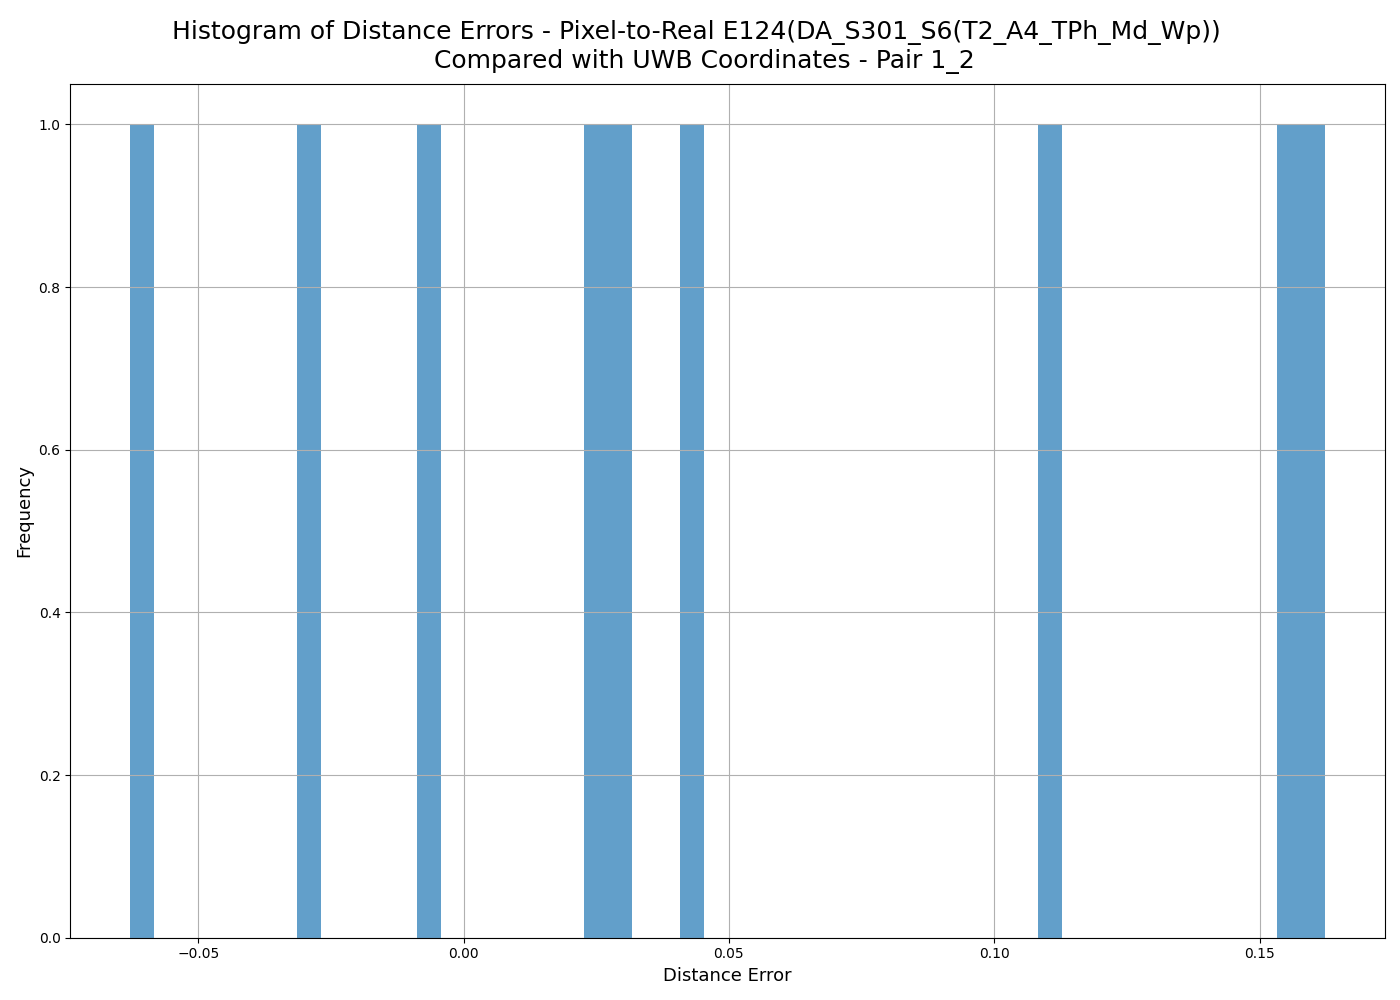 Histogram of Distance Errors - Pixel-to-Real E124(DA_S301_S6(T2_A4_TPh_Md_Wp))
Compared with UWB Coordinates - Pair 1_2
1.0
0.8
0.6
0.4
0.2
0.0
Frequency
−0.05
0.00
0.05
0.10
0.15
Distance Error